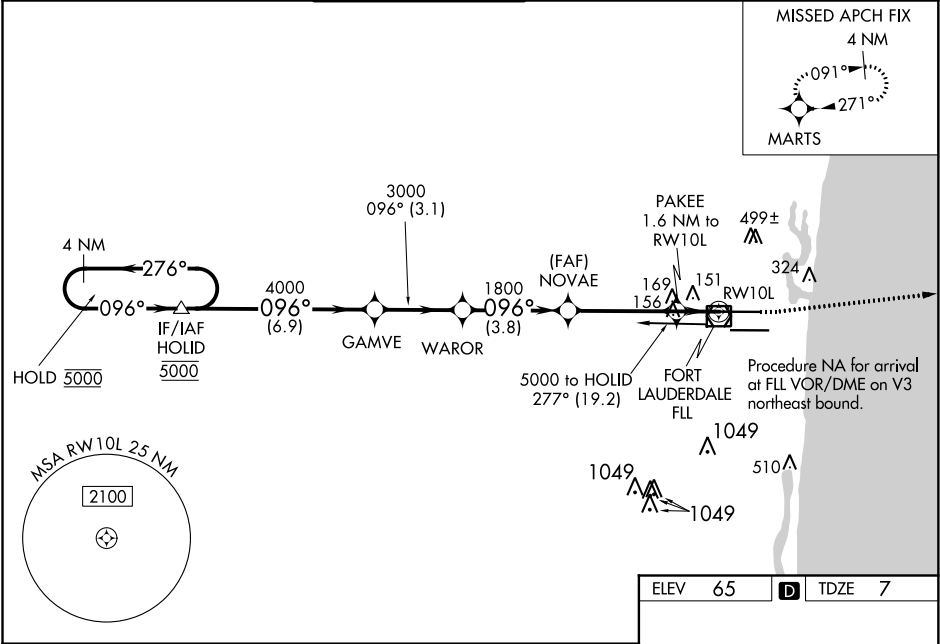 MISSED APCH FIX
4 NM
091°
271°
MARTS
3000
096° (3.1)
PAKEE
1.6 NM to
RW10L
499±
4 NM
276°
(FAF)
NOVAE
324
169
151
156
RW10L
096°
4000
096°
(6.9)
1800
096°
(3.8)
IF/IAF
HOLID
5000
GAMVE
WAROR
HOLD 5000
5000 to HOLID
277° (19.2)
FORT
LAUDERDALE
FLL
Procedure NA for arrival
at FLL VOR/DME on V3
northeast bound.
1049
510
1049
1049
MSA RW10L 25 NM
2100
ELEV 65 D TDZE 7